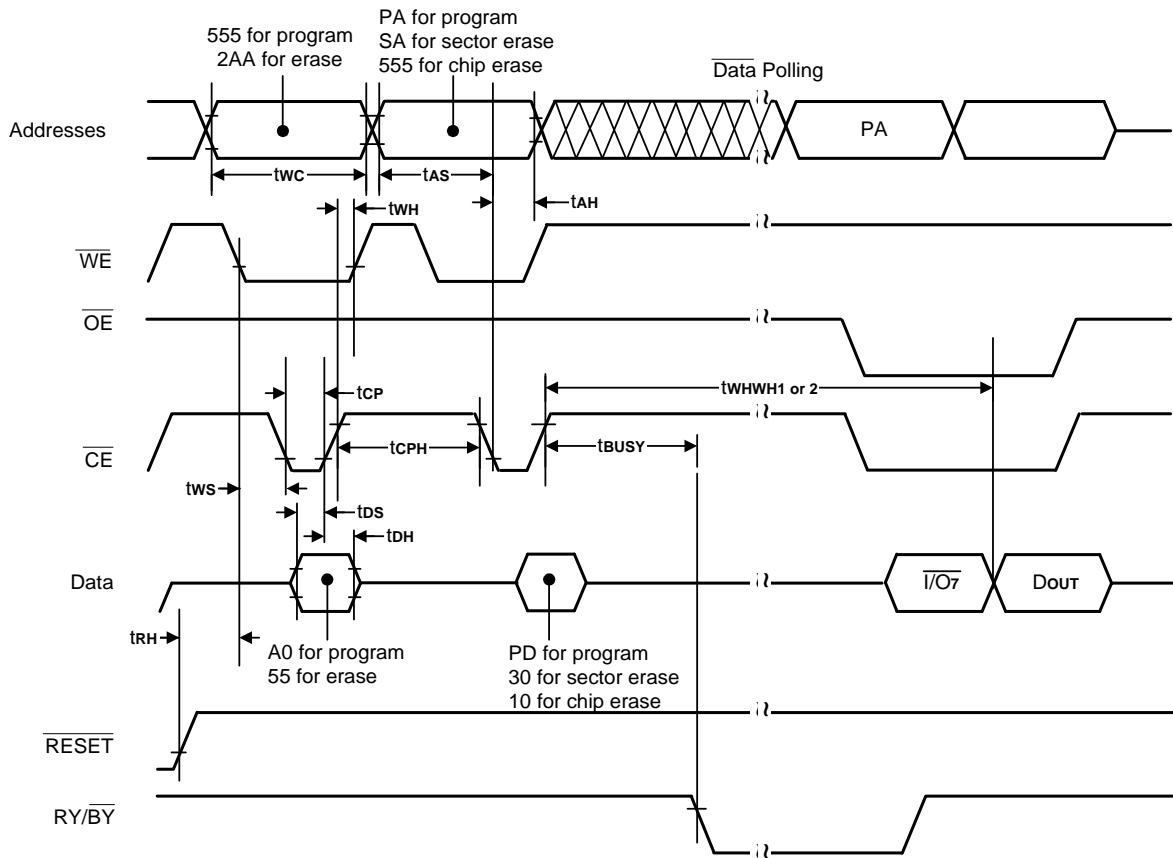 555 for program
2AA for erase
PA for program
SA for sector erase
555 for chip erase
Data Polling
Addresses
PA
tWC
tAS
tAH
tWH
WE
OE
tWHWH1 or 2
tCP
tCPH
tBUSY
CE
tWS
tDS
tDH
Data
I/O7
DOUT
tRH
A0 for program
55 for erase
PD for program
30 for sector erase
10 for chip erase
RESET
RY/BY